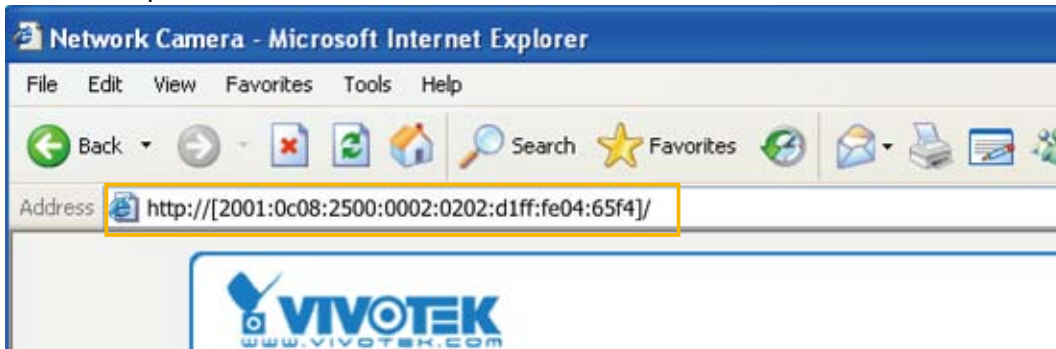 Network Camera - Microsoft Internet Explorer
File Edit View Favorites Tools Help
Back Search Favorites
Address http://[2001:0c08:2500:0002:0202:d1ff:fe04:65f4]/
VIVOTEK
www.vivotek.com